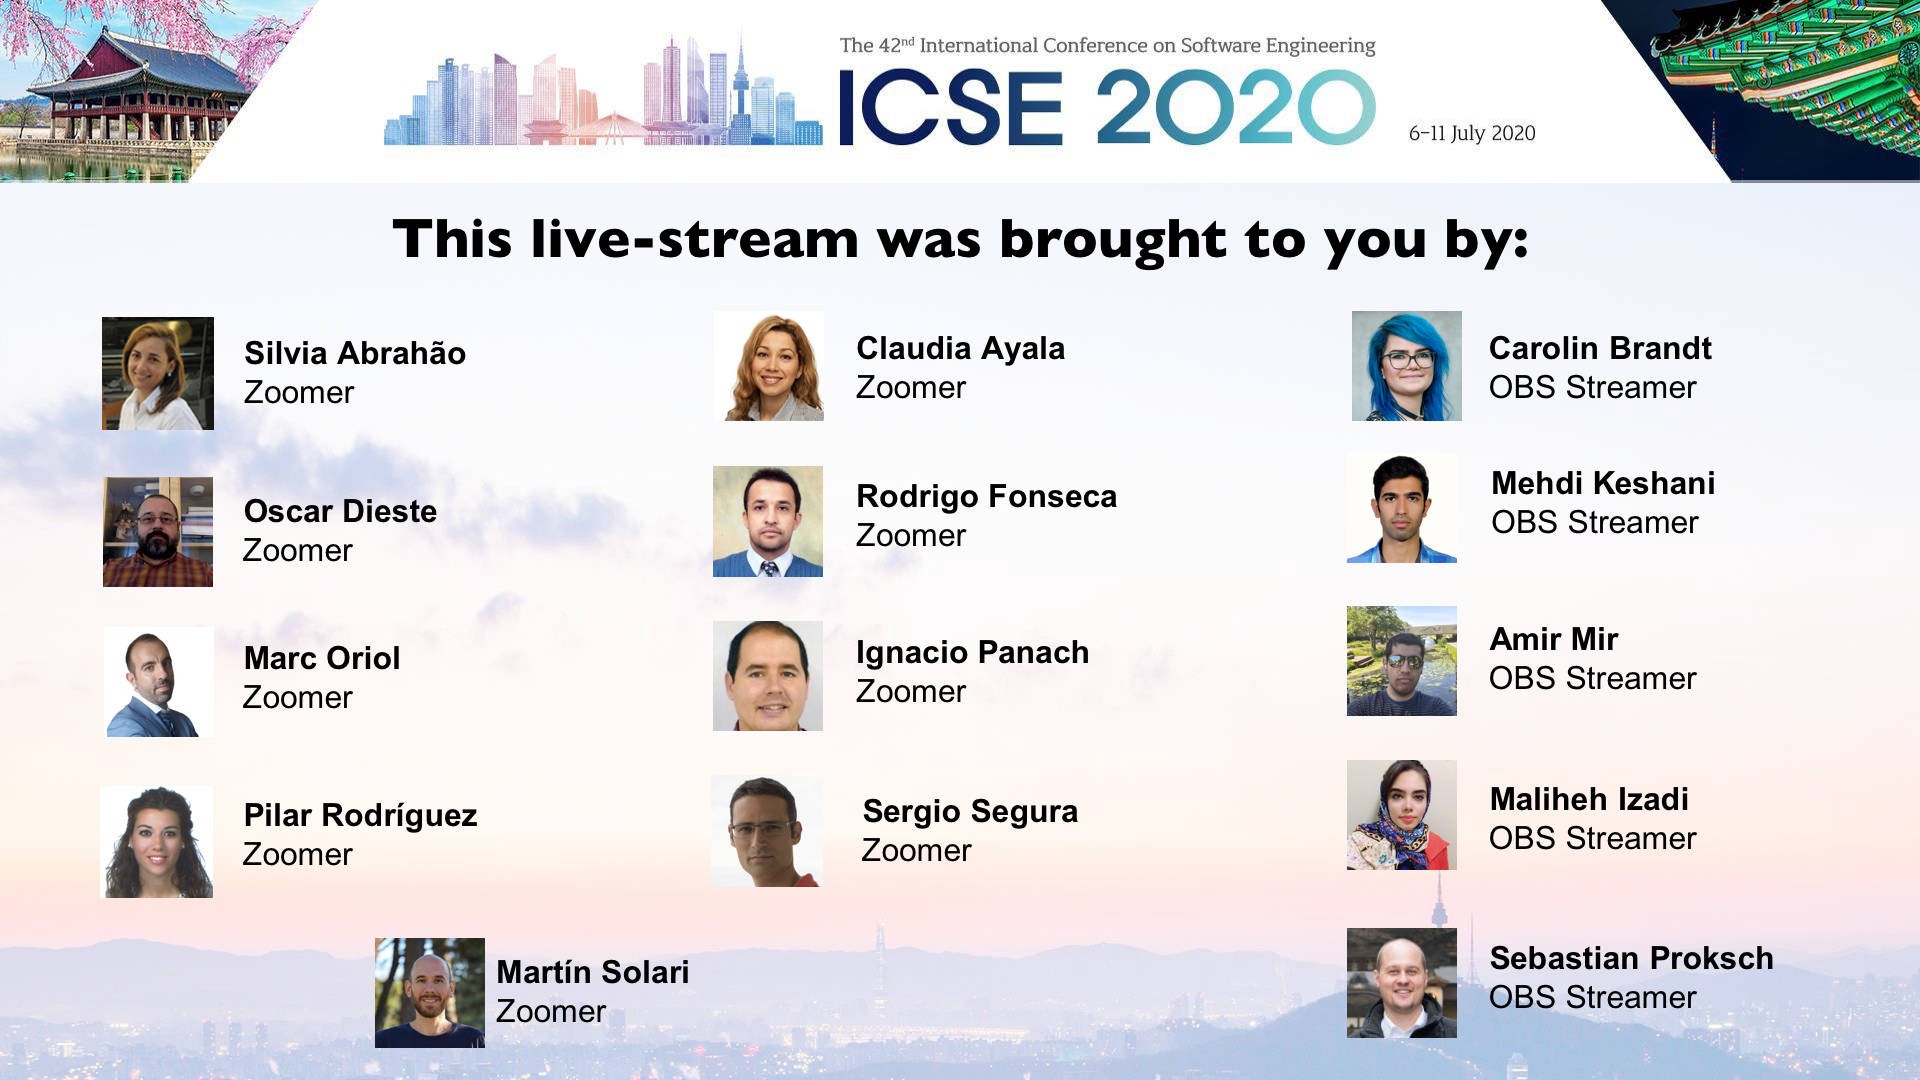 The 42nd International Conference on Software Engineering
ICSE 2020
6-11 July 2020
This live-stream was brought to you by:
Silvia Abrahão
Zoomer
Claudia Ayala
Zoomer
Carolin Brandt
OBS Streamer
Oscar Dieste
Zoomer
Rodrigo Fonseca
Zoomer
Mehdi Keshani
OBS Streamer
Marc Oriol
Zoomer
Ignacio Panach
Zoomer
Amir Mir
OBS Streamer
Pilar Rodríguez
Zoomer
Sergio Segura
Zoomer
Maliheh Izadi
OBS Streamer
Martín Solari
Zoomer
Sebastian Proksch
OBS Streamer